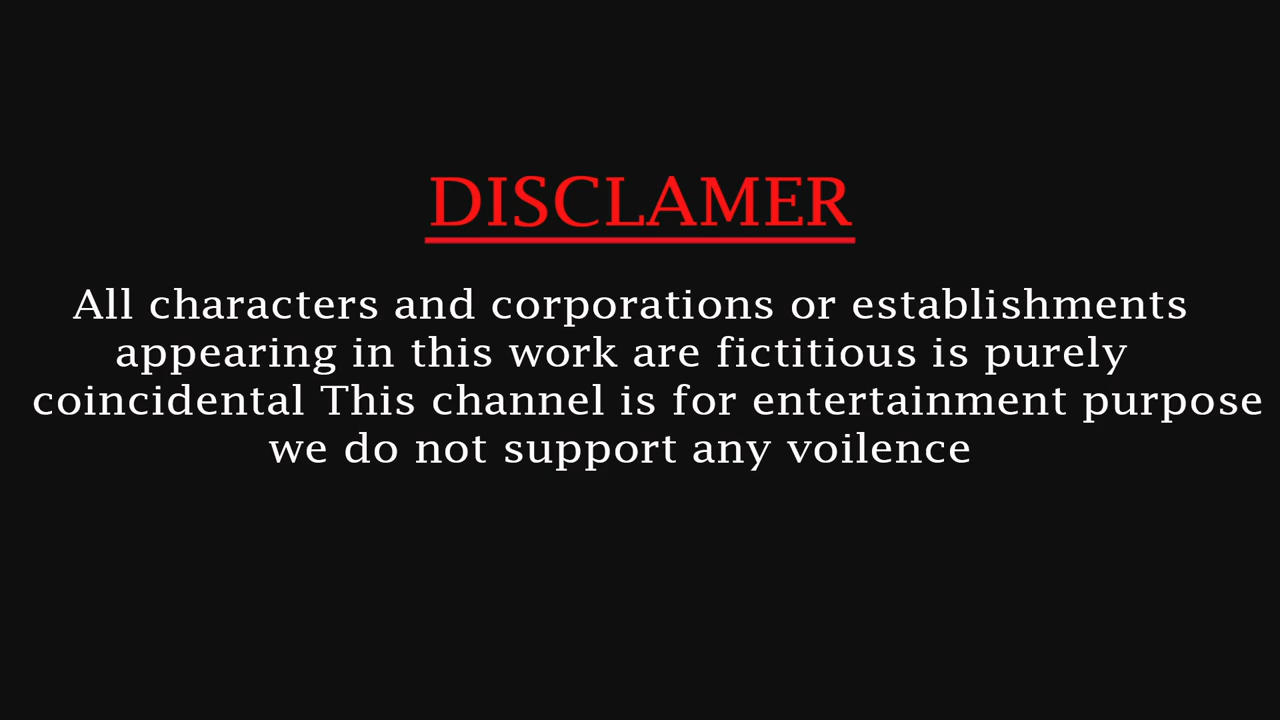 DISCLAMER
All characters and corporations or establishments
appearing in this work are fictitious is purely
coincidental This channel is for entertainment purpose
we do not support any voilence